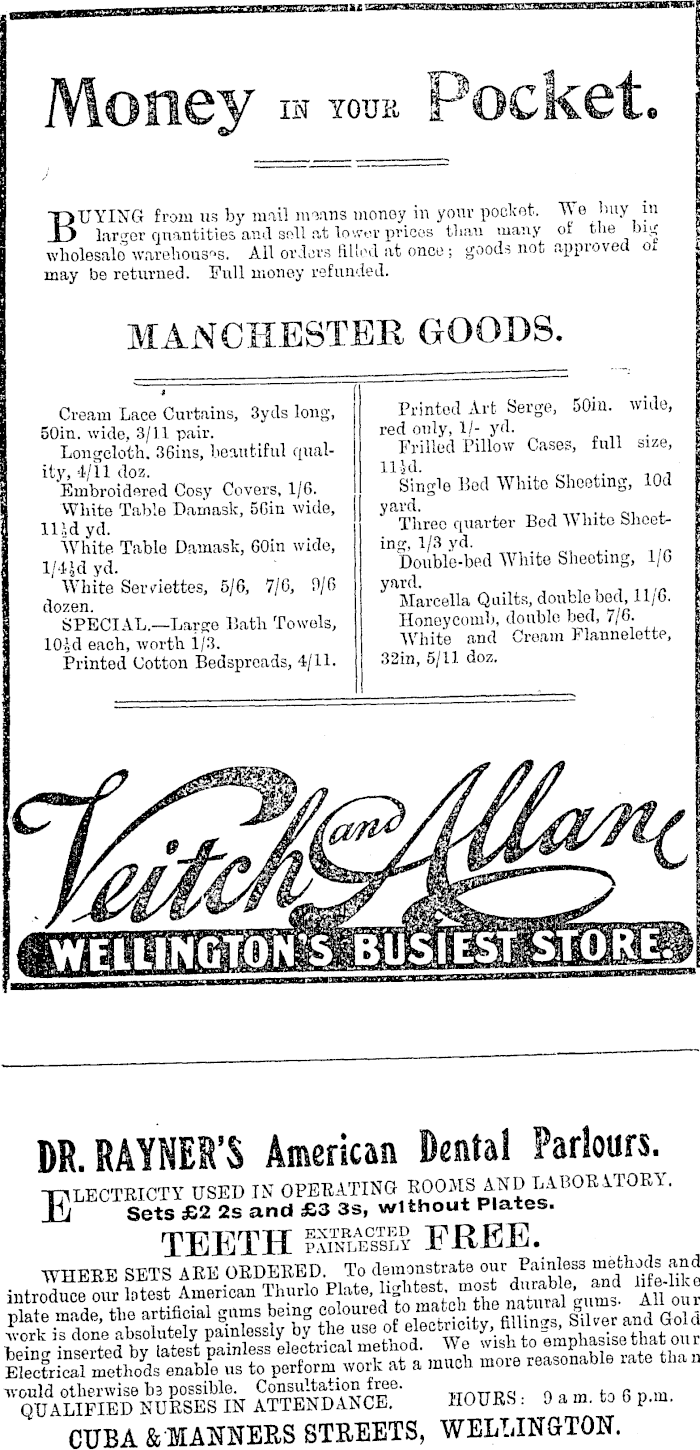 Money IN YOUR Pocket.
BUYING from us by mail means money in your pocket. We buy in
larger quantities and sell at lower prices than many of the big
wholesale warehouses. All orders filled at once; goods not approved of
may be returned. Full money refunded.
MANCHESTER GOODS.
Cream Lace Curtains, 3yds long,
50in. wide, 3/11 pair.
Longcloth, 36ins, beautiful qual-
ity, 4/11 doz.
Embroidered Cosy Covers, 1/6.
White Table Damask, 56in wide,
11½d yd.
White Table Damask, 60in wide,
1/4½d yd.
White Serviettes, 5/6, 7/6, 9/6
dozen.
SPECIAL.—Large Bath Towels,
10½d each, worth 1/3.
Printed Cotton Bedspreads, 4/11.
Printed Art Serge, 50in. wide,
red only, 1/- yd.
Frilled Pillow Cases, full size,
11½d.
Single Bed White Sheeting, 10d
yard.
Three quarter Bed White Sheet-
ing, 1/3 yd.
Double-bed White Sheeting, 1/6
yard.
Marcella Quilts, double bed, 11/6.
Honeycomb, double bed, 7/6.
White and Cream Flannelette,
32in, 5/11 doz.
Veitch and Allan
WELLINGTON'S BUSIEST STORE.
DR. RAYNER'S American Dental Parlours.
ELECTRICTY USED IN OPERATING ROOMS AND LABORATORY.
Sets £2 2s and £3 3s, without Plates.
TEETH EXTRACTED PAINLESSLY FREE.
WHERE SETS ARE ORDERED. To demonstrate our Painless methods and
introduce our latest American Thurlo Plate, lightest, most durable, and life-like
plate made, the artificial gums being coloured to match the natural gums. All our
work is done absolutely painlessly by the use of electricity, fillings, Silver and Gold
being inserted by latest painless electrical method. We wish to emphasise that our
Electrical methods enable us to perform work at a much more reasonable rate than
would otherwise be possible. Consultation free.
QUALIFIED NURSES IN ATTENDANCE. HOURS: 9 a m. to 6 p.m.
CUBA & MANNERS STREETS, WELLINGTON.